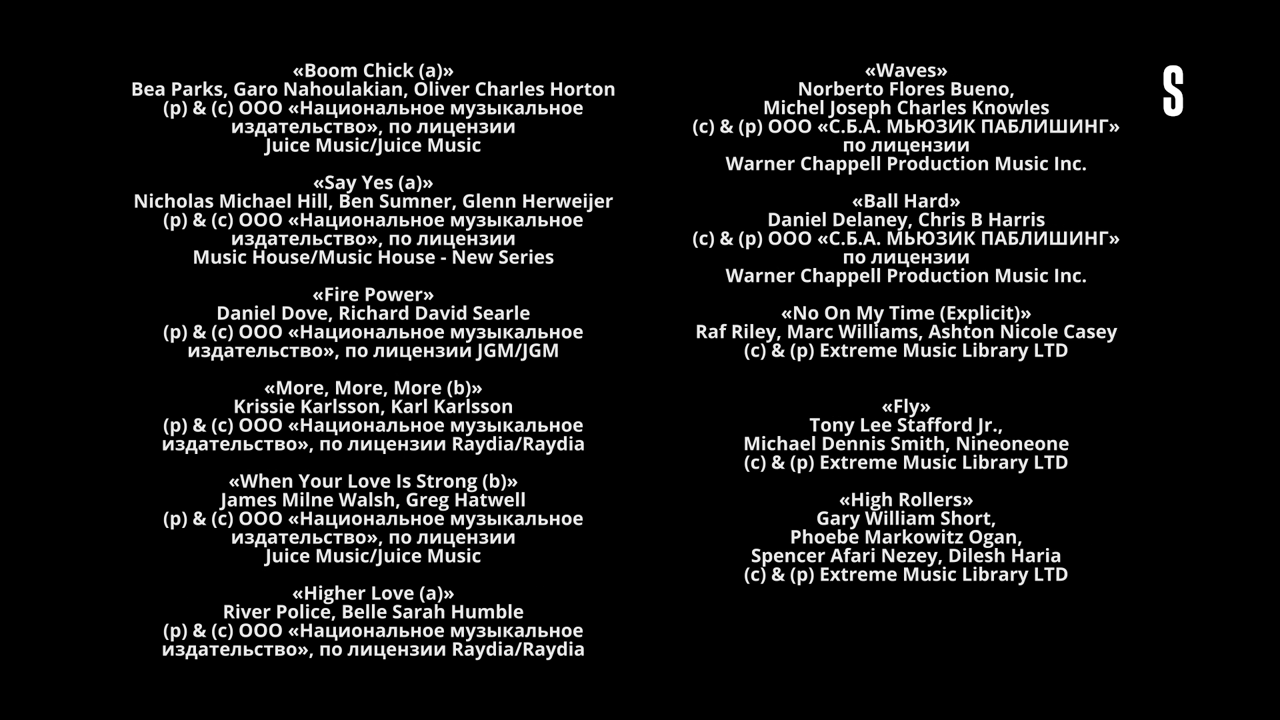 «Boom Chick (a)»
Bea Parks, Garo Nahoulakian, Oliver Charles Horton
(p) & (c) ООО «Национальное музыкальное
издательство», по лицензии
Juice Music/Juice Music
«Say Yes (a)»
Nicholas Michael Hill, Ben Sumner, Glenn Herweijer
(p) & (c) ООО «Национальное музыкальное
издательство», по лицензии
Music House/Music House - New Series
«Fire Power»
Daniel Dove, Richard David Searle
(p) & (c) ООО «Национальное музыкальное
издательство», по лицензии JGM/JGM
«More, More, More (b)»
Krissie Karlsson, Karl Karlsson
(p) & (c) ООО «Национальное музыкальное
издательство», по лицензии Raydia/Raydia
«When Your Love Is Strong (b)»
James Milne Walsh, Greg Hatwell
(p) & (c) ООО «Национальное музыкальное
издательство», по лицензии
Juice Music/Juice Music
«Higher Love (a)»
River Police, Belle Sarah Humble
(p) & (c) ООО «Национальное музыкальное
издательство», по лицензии Raydia/Raydia
«Waves»
Norberto Flores Bueno,
Michel Joseph Charles Knowles
(c) & (p) ООО «С.Б.А. МЬЮЗИК ПАБЛИШИНГ»
по лицензии
Warner Chappell Production Music Inc.
«Ball Hard»
Daniel Delaney, Chris B Harris
(c) & (p) ООО «С.Б.А. МЬЮЗИК ПАБЛИШИНГ»
по лицензии
Warner Chappell Production Music Inc.
«No On My Time (Explicit)»
Raf Riley, Marc Williams, Ashton Nicole Casey
(c) & (p) Extreme Music Library LTD
«Fly»
Tony Lee Stafford Jr.,
Michael Dennis Smith, Nineoneone
(c) & (p) Extreme Music Library LTD
«High Rollers»
Gary William Short,
Phoebe Markowitz Ogan,
Spencer Afari Nezey, Dilesh Haria
(c) & (p) Extreme Music Library LTD
S